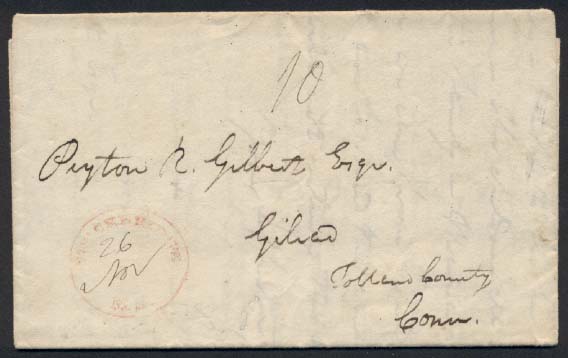 10
Peyton R. Gilbert Esqr.
Gilead
26
Nov
Tolland County
Conn.